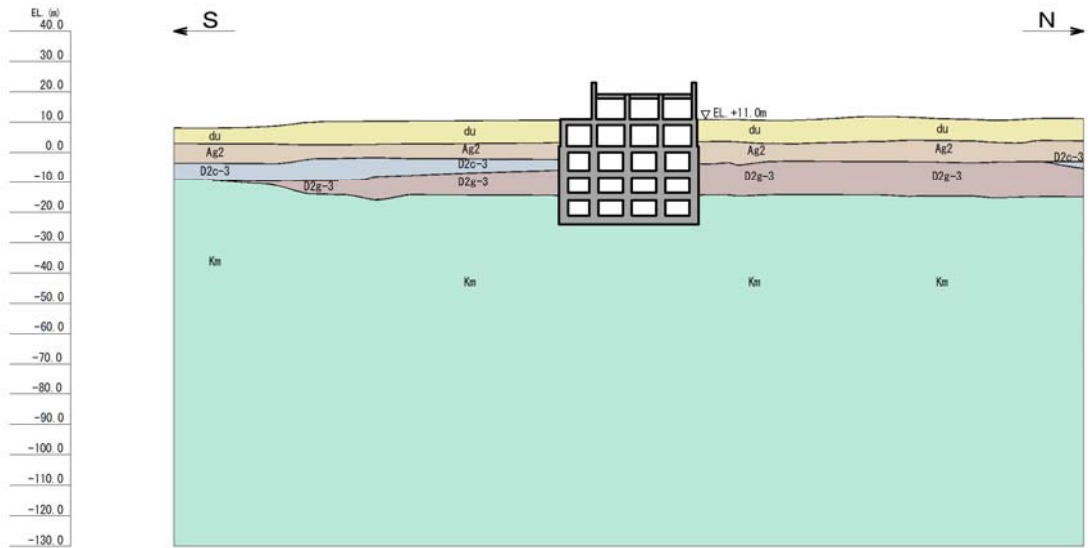 EL. (m)
S
N
40.0
30.0
20.0
10.0
0.0
-10.0
-20.0
-30.0
-40.0
-50.0
-60.0
-70.0
-80.0
-90.0
-100.0
-110.0
-120.0
-130.0
▽ EL. +11.0m
du
du
du
du
Ag2
Ag2
Ag2
Ag2
D2c-3
D2c-3
D2c-3
D2g-3
D2g-3
D2g-3
D2g-3
Km
Km
Km
Km